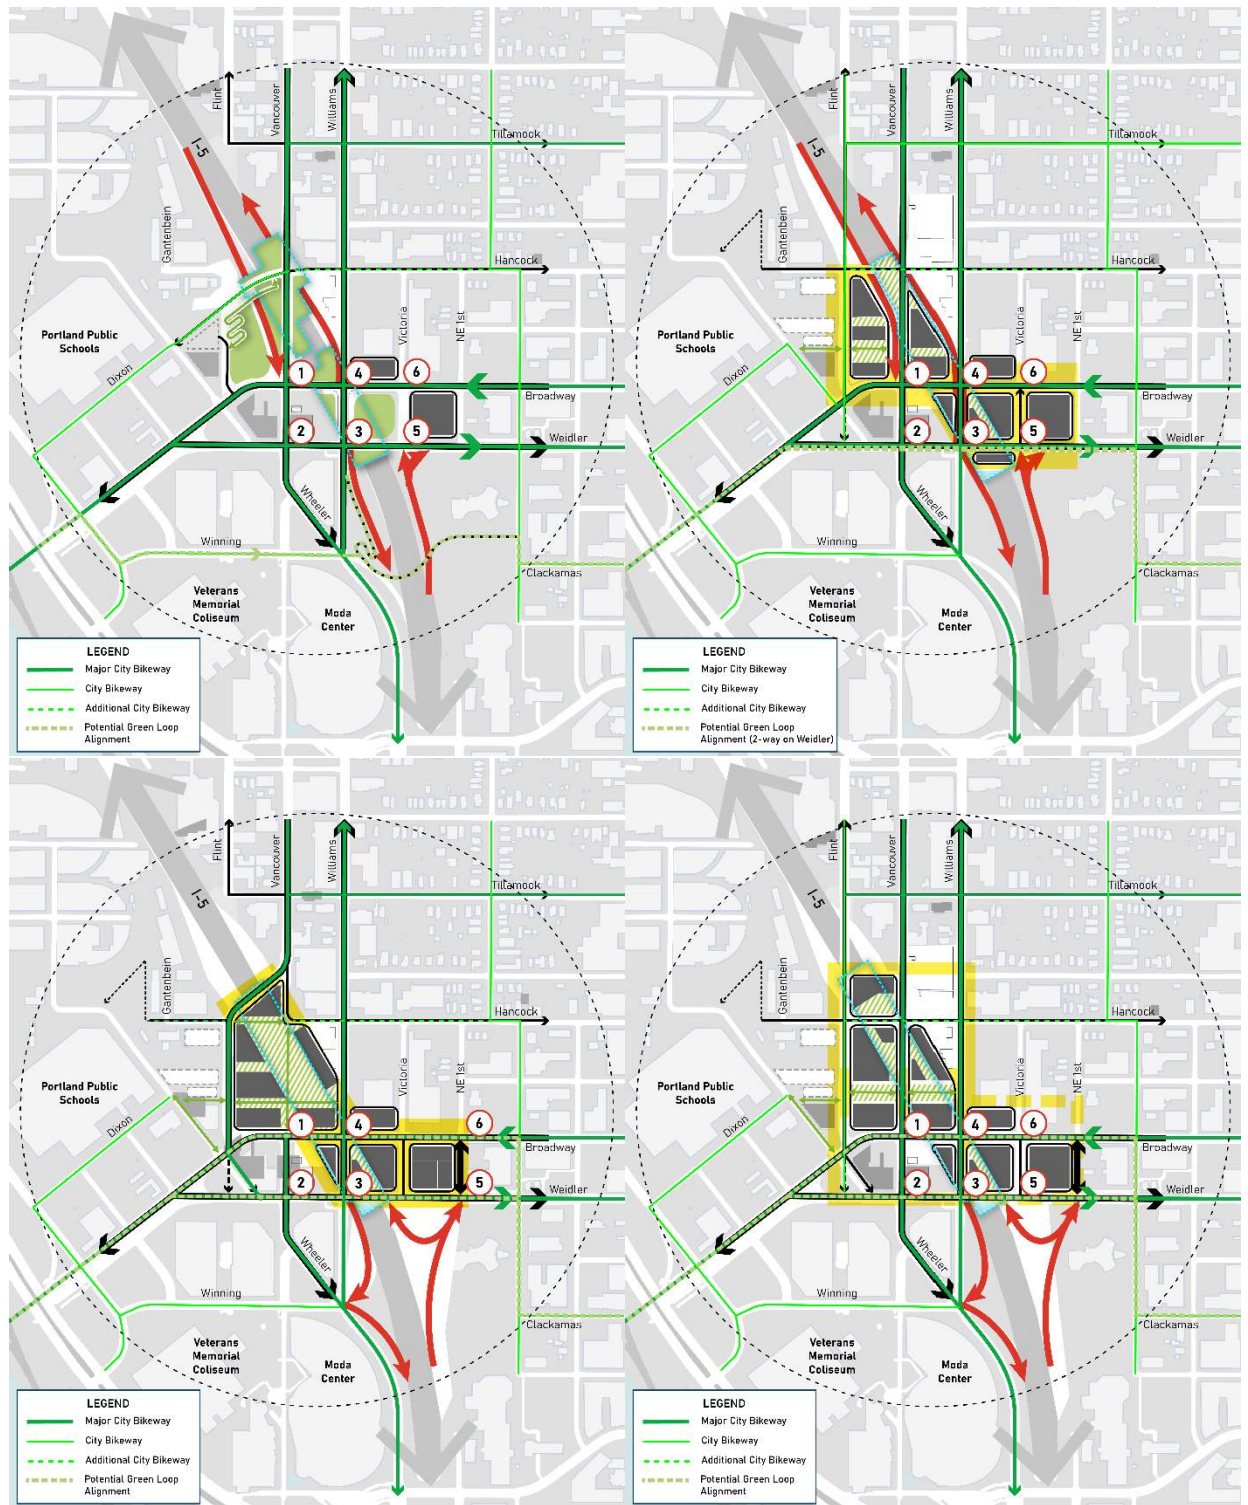 I-5
Flint
Vancouver
Williams
Tillamook
Gantenbein
Hancock
Portland Public
Schools
Victoria
NE 1st
Dixon
1
4
6
Broadway
2
3
5
Weidler
Wheeler
Winning
Clackamas
Veterans
Memorial
Coliseum
Moda
Center
LEGEND
Major City Bikeway
City Bikeway
Additional City Bikeway
Potential Green Loop
Alignment
I-5
Flint
Vancouver
Williams
Tillamook
Gantenbein
Hancock
Portland Public
Schools
Victoria
NE 1st
Dixon
1
4
6
Broadway
2
3
5
Weidler
Wheeler
Winning
Clackamas
Veterans
Memorial
Coliseum
Moda
Center
LEGEND
Major City Bikeway
City Bikeway
Additional City Bikeway
Potential Green Loop
Alignment (2-way on Weidler)
I-5
Flint
Vancouver
Williams
Tillamook
Gantenbein
Hancock
Portland Public
Schools
Victoria
NE 1st
Dixon
1
4
6
Broadway
2
3
5
Weidler
Wheeler
Winning
Clackamas
Veterans
Memorial
Coliseum
Moda
Center
LEGEND
Major City Bikeway
City Bikeway
Additional City Bikeway
Potential Green Loop
Alignment
I-5
Flint
Vancouver
Williams
Tillamook
Gantenbein
Hancock
Portland Public
Schools
Victoria
NE 1st
Dixon
1
4
6
Broadway
2
3
5
Weidler
Wheeler
Winning
Clackamas
Veterans
Memorial
Coliseum
Moda
Center
LEGEND
Major City Bikeway
City Bikeway
Additional City Bikeway
Potential Green Loop
Alignment